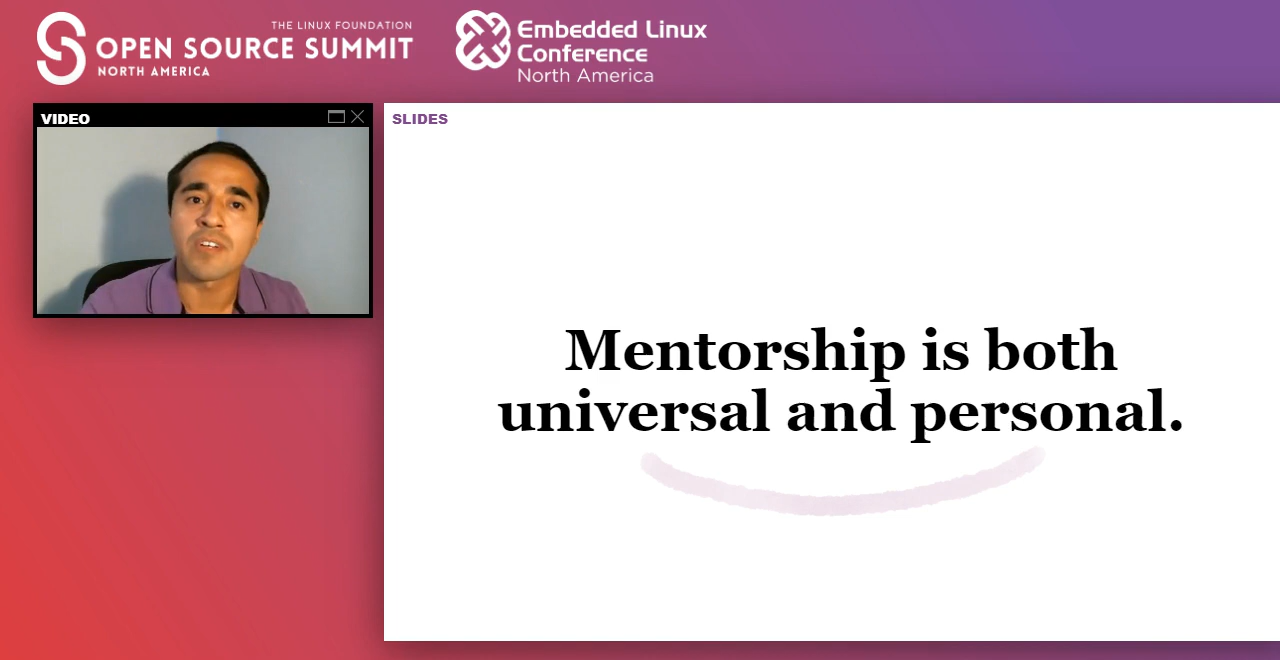 THE LINUX FOUNDATION
OPEN SOURCE SUMMIT
NORTH AMERICA
Embedded Linux
Conference
North America
VIDEO
SLIDES
Mentorship is both
universal and personal.